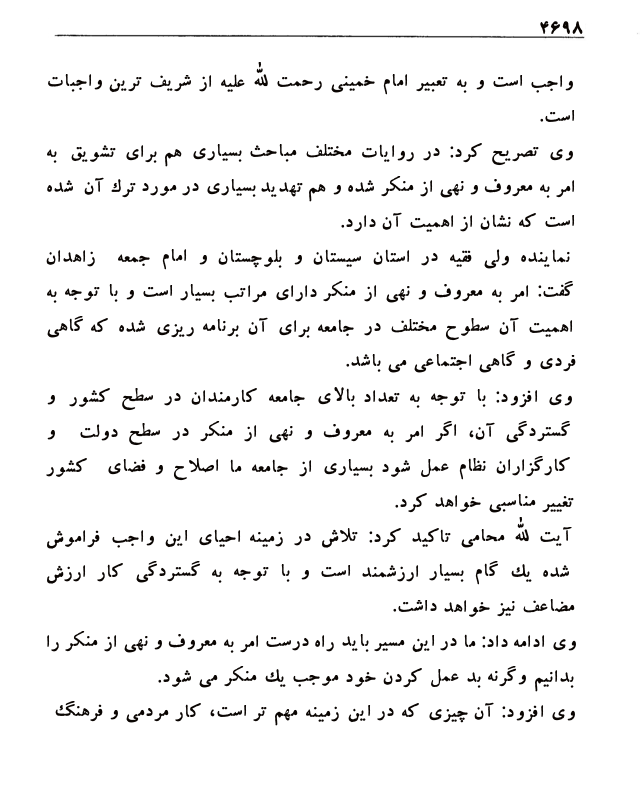 ۴۶۹۸
واجب است و به تعبیر امام خمینی رحمت الله علیه از شریف ترین واجبات
است.
وی تصریح کرد: در روایات مختلف مباحث بسیاری هم برای تشویق به
امر به معروف و نهی از منکر شده و هم تهدید بسیاری در مورد ترك آن شده
است که نشان از اهمیت آن دارد.
نماینده ولی فقیه در استان سیستان و بلوچستان و امام جمعه زاهدان
گفت: امر به معروف و نهی از منکر دارای مراتب بسیار است و با توجه به
اهمیت آن سطوح مختلف در جامعه برای آن برنامه ریزی شده که گاهی
فردی و گاهی اجتماعی می باشد.
وی افزود: با توجه به تعداد بالای جامعه کارمندان در سطح کشور و
گستردگی آن، اگر امر به معروف و نهی از منکر در سطح دولت و
کارگزاران نظام عمل شود بسیاری از جامعه ما اصلاح و فضای کشور
تغییر مناسبی خواهد کرد.
آیت الله محامی تاکید کرد: تلاش در زمینه احیای این واجب فراموش
شده یك گام بسیار ارزشمند است و با توجه به گستردگی کار ارزش
مضاعف نیز خواهد داشت.
وی ادامه داد: ما در این مسیر باید راه درست امر به معروف و نهی از منکر را
بدانیم وگرنه بد عمل کردن خود موجب یك منکر می شود.
وی افزود: آن چیزی که در این زمینه مهم تر است، کار مردمی و فرهنگ